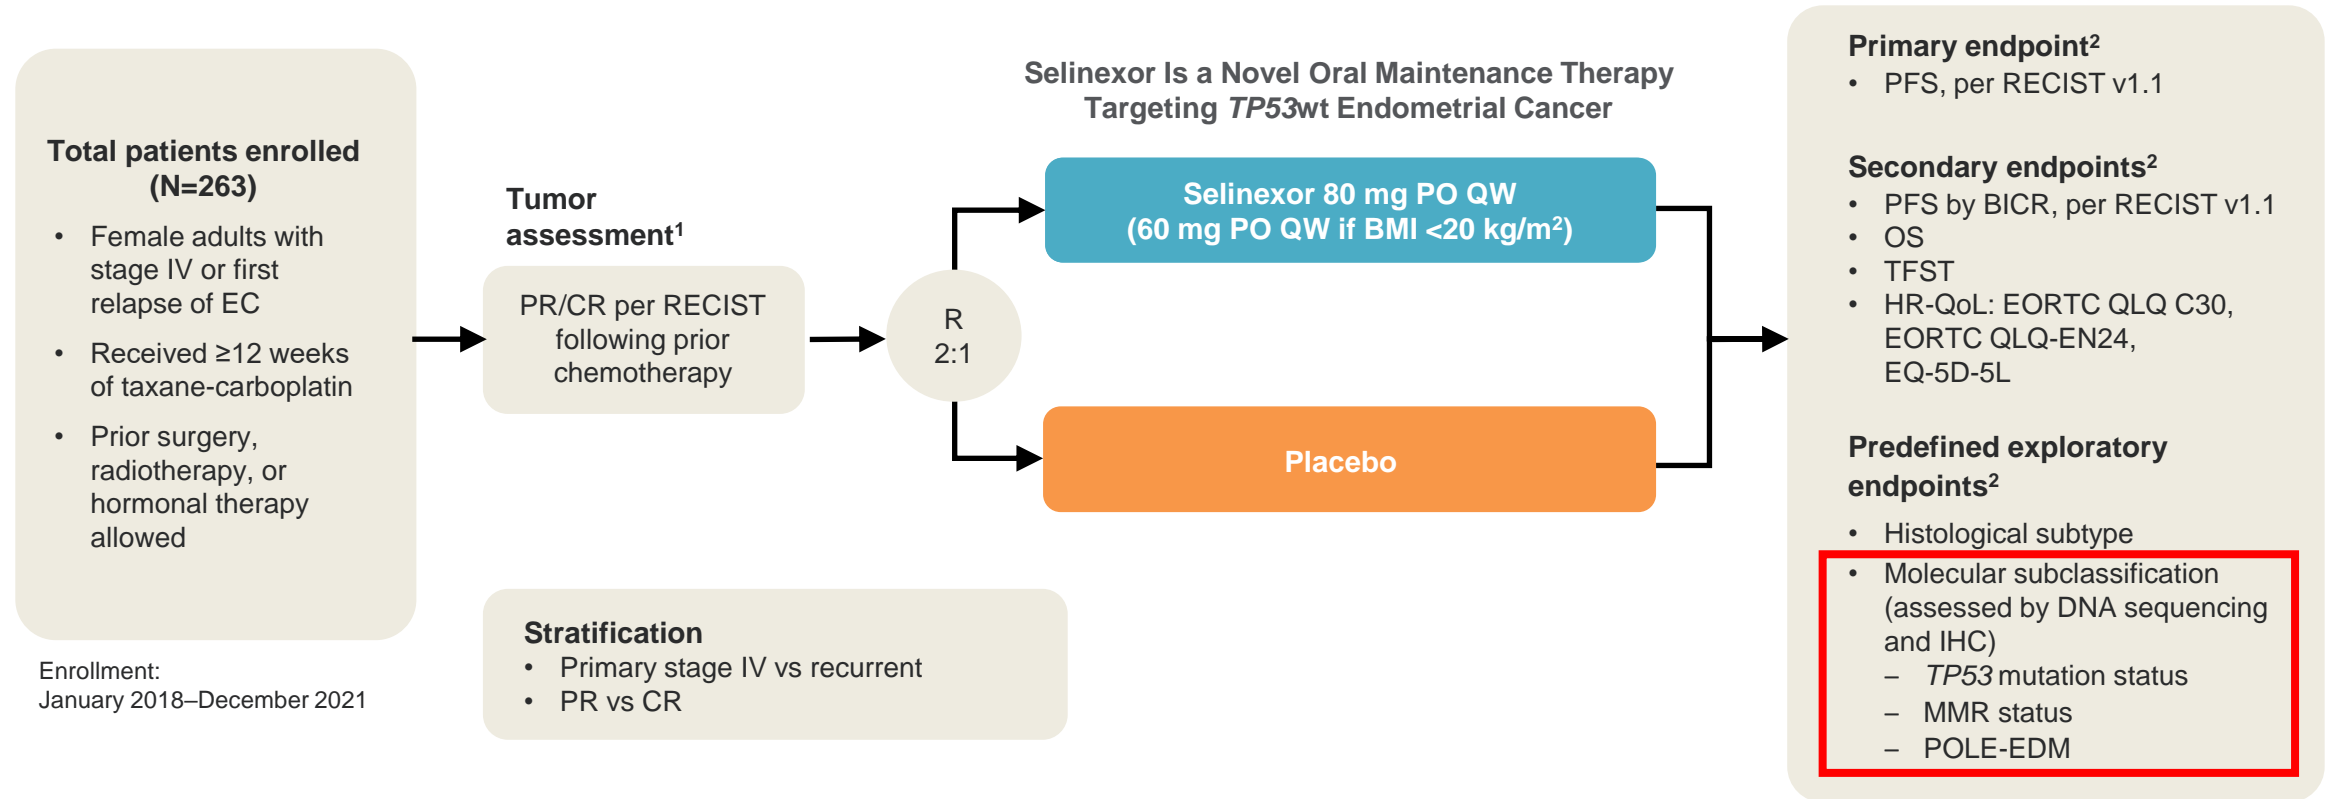 Total patients enrolled
(N=263)
• Female adults with
stage IV or first
relapse of EC
• Received ≥12 weeks
of taxane-carboplatin
• Prior surgery,
radiotherapy, or
hormonal therapy
allowed
Enrollment:
January 2018–December 2021
Tumor
assessment¹
PR/CR per RECIST
following prior
chemotherapy
Stratification
• Primary stage IV vs recurrent
• PR vs CR
R
2:1
Selinexor Is a Novel Oral Maintenance Therapy
Targeting TP53wt Endometrial Cancer
Selinexor 80 mg PO QW
(60 mg PO QW if BMI <20 kg/m²)
Placebo
Primary endpoint²
• PFS, per RECIST v1.1
Secondary endpoints²
• PFS by BICR, per RECIST v1.1
• OS
• TFST
• HR-QoL: EORTC QLQ C30,
EORTC QLQ-EN24,
EQ-5D-5L
Predefined exploratory
endpoints²
• Histological subtype
• Molecular subclassification
(assessed by DNA sequencing
and IHC)
– TP53 mutation status
– MMR status
– POLE-EDM